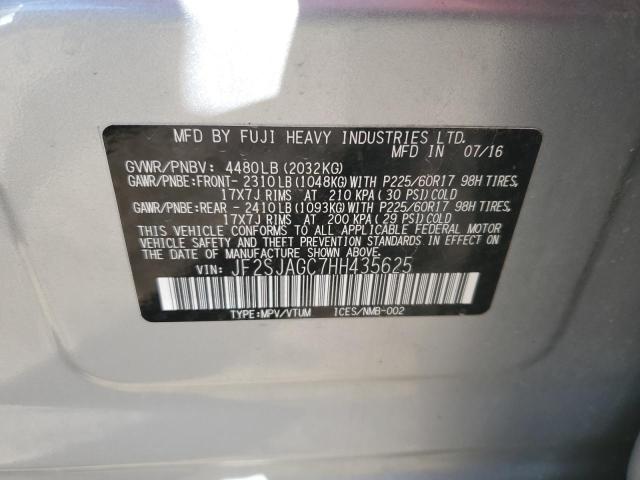 MFD BY FUJI HEAVY INDUSTRIES LTD.
MFD IN 07/16
GVWR/PNBV: 4480LB(2032KG)
GAWR/PNBE:FRONT-2310LB(1048KG)WITH P225/60R17 98H TIRES,
17X7J RIMS AT 210 KPA(30 PSI)COLD
GAWR/PNBE:REAR -2410LB(1093KG)WITH P225/60R17 98H TIRES,
17X7J RIMS AT 200 KPA(29 PSI)COLD
THIS VEHICLE CONFORMS TO ALL APPLICABLE FEDERAL MOTOR
VEHICLE SAFETY AND THEFT PREVENTION STANDARDS IN EFFECT
ON THE DATE OF MANUFACTURE SHOWN ABOVE.
VIN: JF2SJAGC7HH435625
TYPE:MPV/VTUM ICES/NMB-002